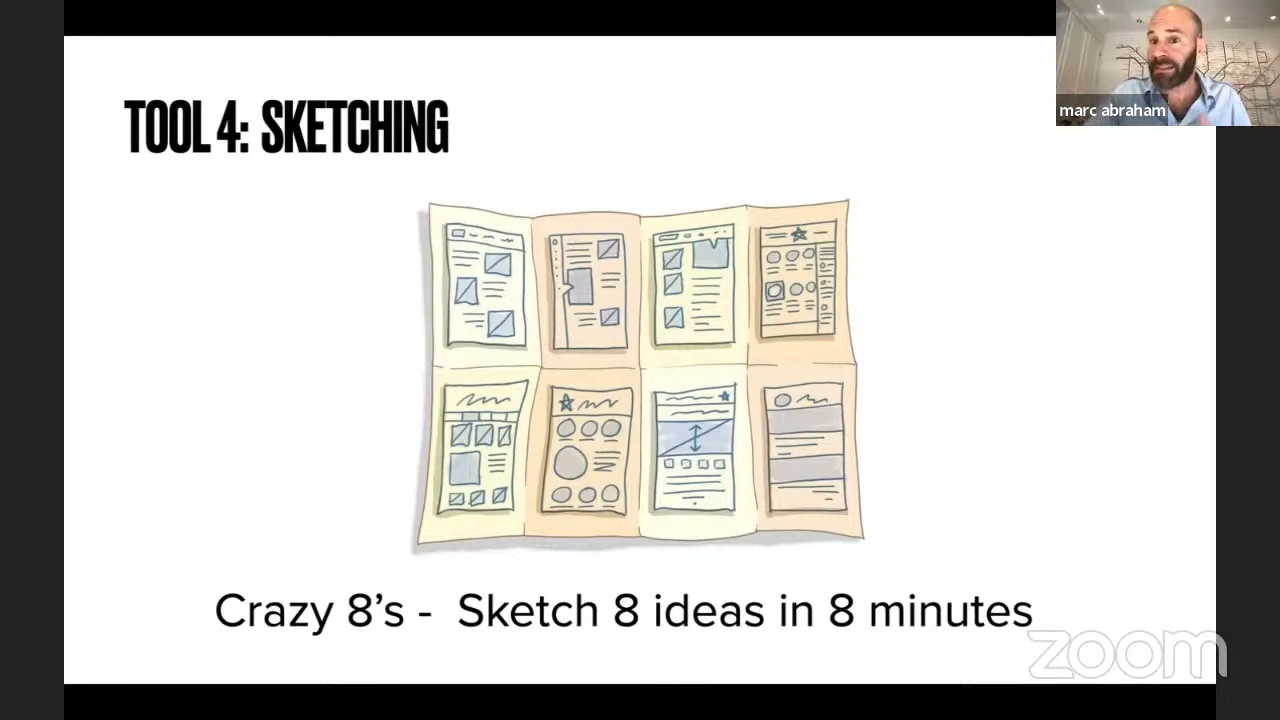 TOOL 4: SKETCHING
marc abraham
Crazy 8’s - Sketch 8 ideas in 8 minutes
zoom